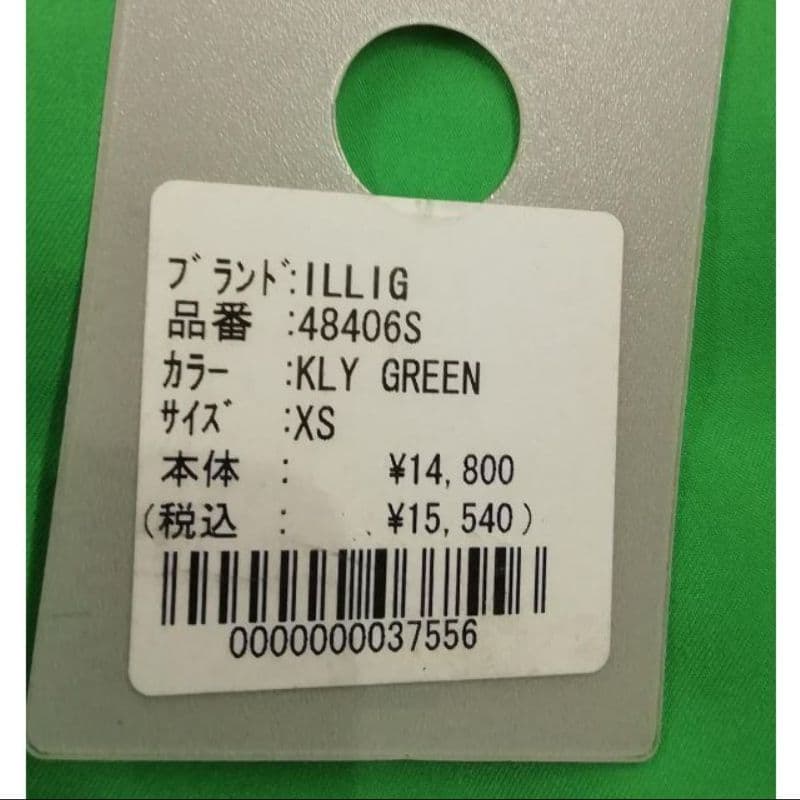 ﾌﾞﾗﾝﾄﾞ:ILLIG
品番 :48406S
ｶﾗｰ :KLY GREEN
ｻｲｽﾞ :XS
本体 : ¥14,800
(税込 : ¥15,540)
0000000037556